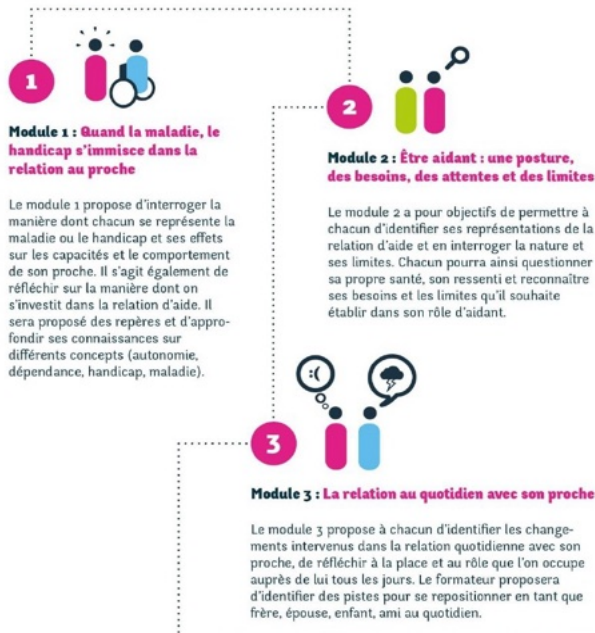 1
Module 1 : Quand la maladie, le
handicap s'immisce dans la
relation au proche
Le module 1 propose d'interroger la
manière dont chacun se représente la
maladie ou le handicap et ses effets
sur les capacités et le comportement
de son proche. Il s'agit également de
réfléchir sur la manière dont on
s'investit dans la relation d'aide. Il
sera proposé des repères et d'appro-
fondir ses connaissances sur
différents concepts (autonomie,
dépendance, handicap, maladie).
2
Module 2 : Être aidant : une posture,
des besoins, des attentes et des limites
Le module 2 a pour objectifs de permettre à
chacun d'identifier ses représentations de la
relation d'aide et en interroger la nature et
ses limites. Chacun pourra ainsi questionner
sa propre santé, son ressenti et reconnaître
ses besoins et les limites qu'il souhaite
établir dans son rôle d'aidant.
:(
3
Module 3 : La relation au quotidien avec son proche
Le module 3 propose à chacun d'identifier les change-
ments intervenus dans la relation quotidienne avec son
proche, de réfléchir à la place et au rôle que l'on occupe
auprès de lui tous les jours. Le formateur proposera
d'identifier des pistes pour se repositionner en tant que
frère, épouse, enfant, ami au quotidien.